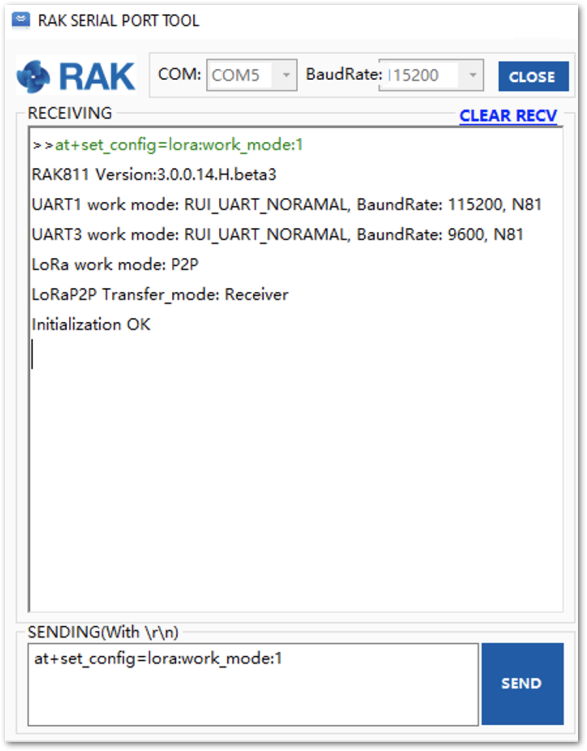 RAK SERIAL PORT TOOL
RAK COM: COM5 BaudRate: 115200 CLOSE
RECEIVING CLEAR RECV
>>at+set_config=lora:work_mode:1
RAK811 Version:3.0.0.14.H.beta3
UART1 work mode: RUI_UART_NORAMAL, BaundRate: 115200, N81
UART3 work mode: RUI_UART_NORAMAL, BaundRate: 9600, N81
LoRa work mode: P2P
LoRaP2P Transfer_mode: Receiver
Initialization OK
SENDING(With \r\n)
at+set_config=lora:work_mode:1
SEND